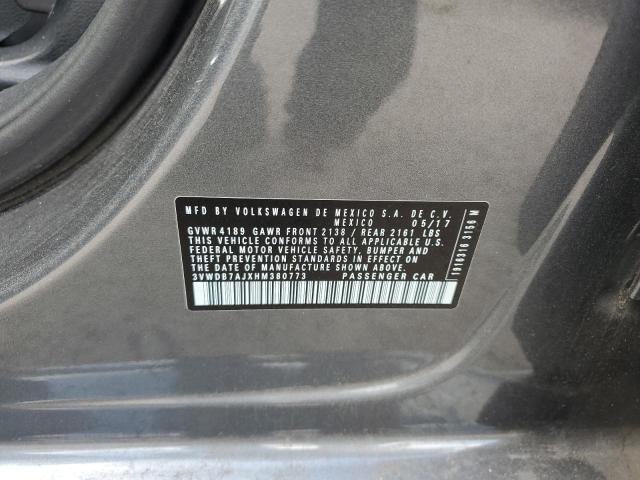 MFD BY VOLKSWAGEN DE MEXICO S.A. DE C.V.
MEXICO 05/17
GVWR 4189 GAWR FRONT 2138 / REAR 2161 LBS
THIS VEHICLE CONFORMS TO ALL APPLICABLE U.S.
FEDERAL MOTOR VEHICLE SAFETY, BUMPER AND
THEFT PREVENTION STANDARDS IN EFFECT ON
THE DATE OF MANUFACTURE SHOWN ABOVE.
3VWDB7AJXHM380773 PASSENGER CAR